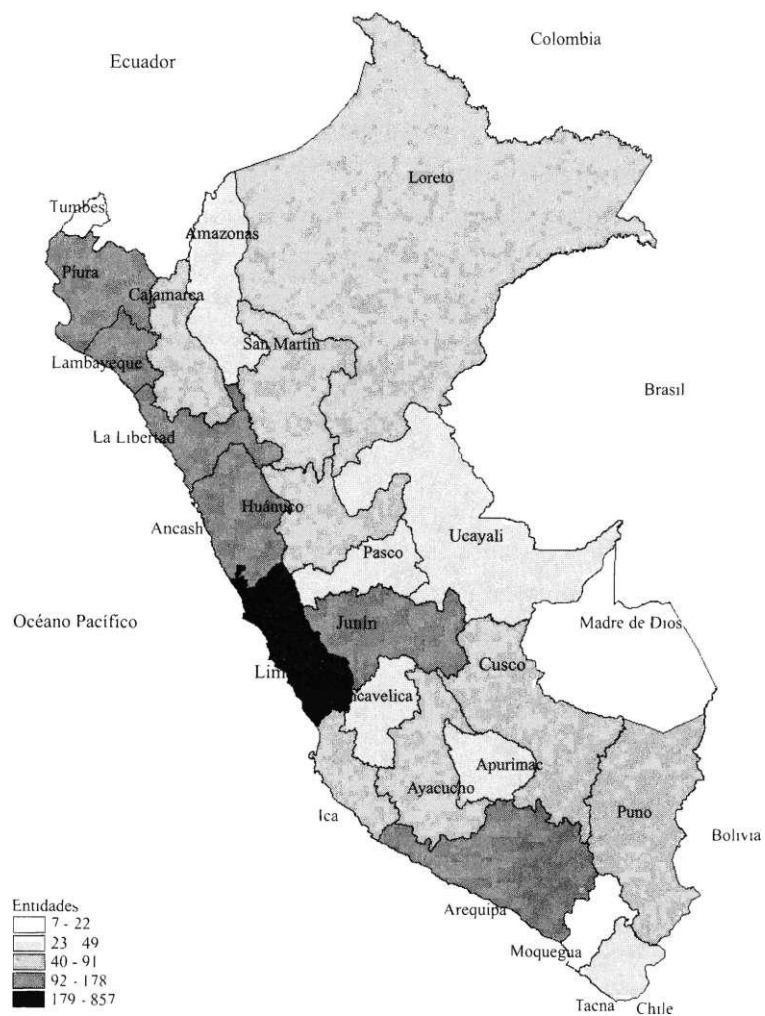 Colombia
Ecuador
Loreto
Tumbes
Amazonas
Piura
Cajamarca
San Martín
Lambayeque
Brasil
La Libertad
Huánuco
Ancash
Ucayali
Pasco
Océano Pacífico
Junín
Madre de Dios
Cusco
Lim
ncavelica
Apurimac
Ayacucho
Puno
Ica
Bolivia
Entidades
7 - 22
23 49
40 - 91
92 - 178
179 - 857
Arequipa
Moquegua
Tacna
Chile